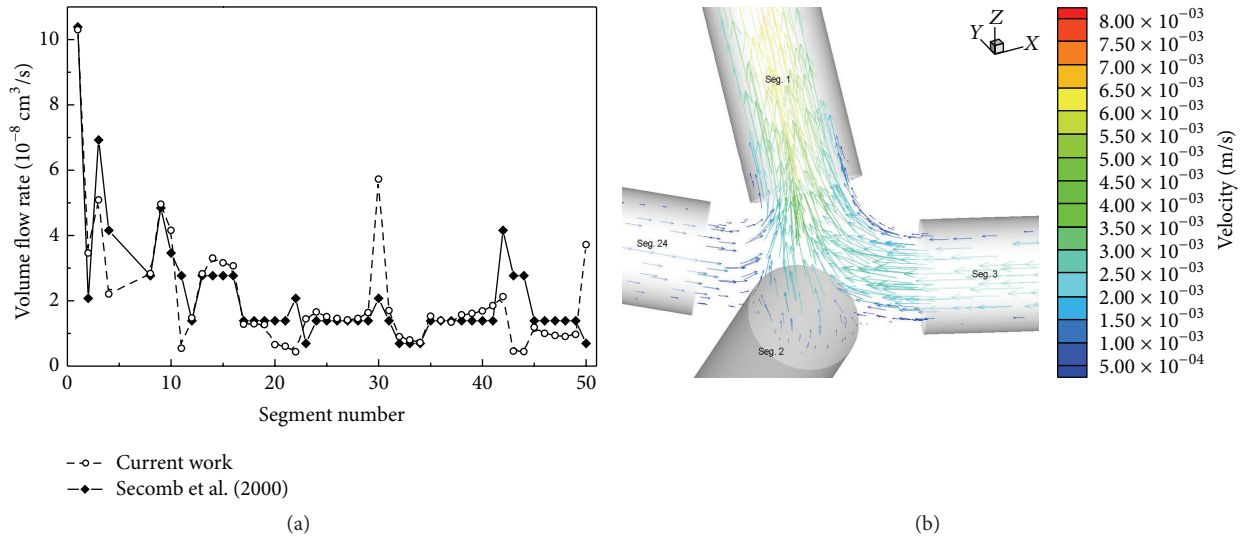 10
8
6
4
2
0
Volume flow rate (10⁻⁸ cm³/s)
0 10 20 30 40 50
Segment number
Current work
Secomb et al. (2000)
(a)
Seg. 1
Seg. 24
Seg. 3
Seg. 2
Z
Y
X
8.00 × 10⁻⁰³
7.50 × 10⁻⁰³
7.00 × 10⁻⁰³
6.50 × 10⁻⁰³
6.00 × 10⁻⁰³
5.50 × 10⁻⁰³
5.00 × 10⁻⁰³
4.50 × 10⁻⁰³
4.00 × 10⁻⁰³
3.50 × 10⁻⁰³
3.00 × 10⁻⁰³
2.50 × 10⁻⁰³
2.00 × 10⁻⁰³
1.50 × 10⁻⁰³
1.00 × 10⁻⁰³
5.00 × 10⁻⁰⁴
Velocity (m/s)
(b)